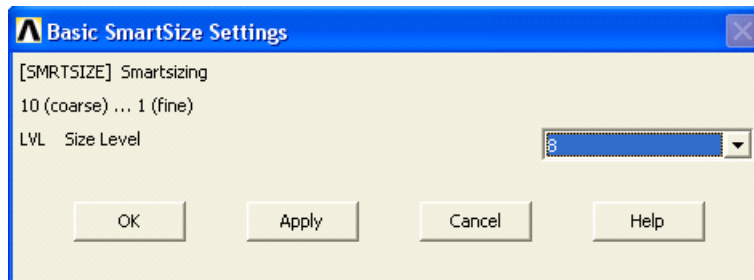 Basic SmartSize Settings
[SMRTSIZE] Smartsizing
10 (coarse) ... 1 (fine)
LVL Size Level 8
OK Apply Cancel Help